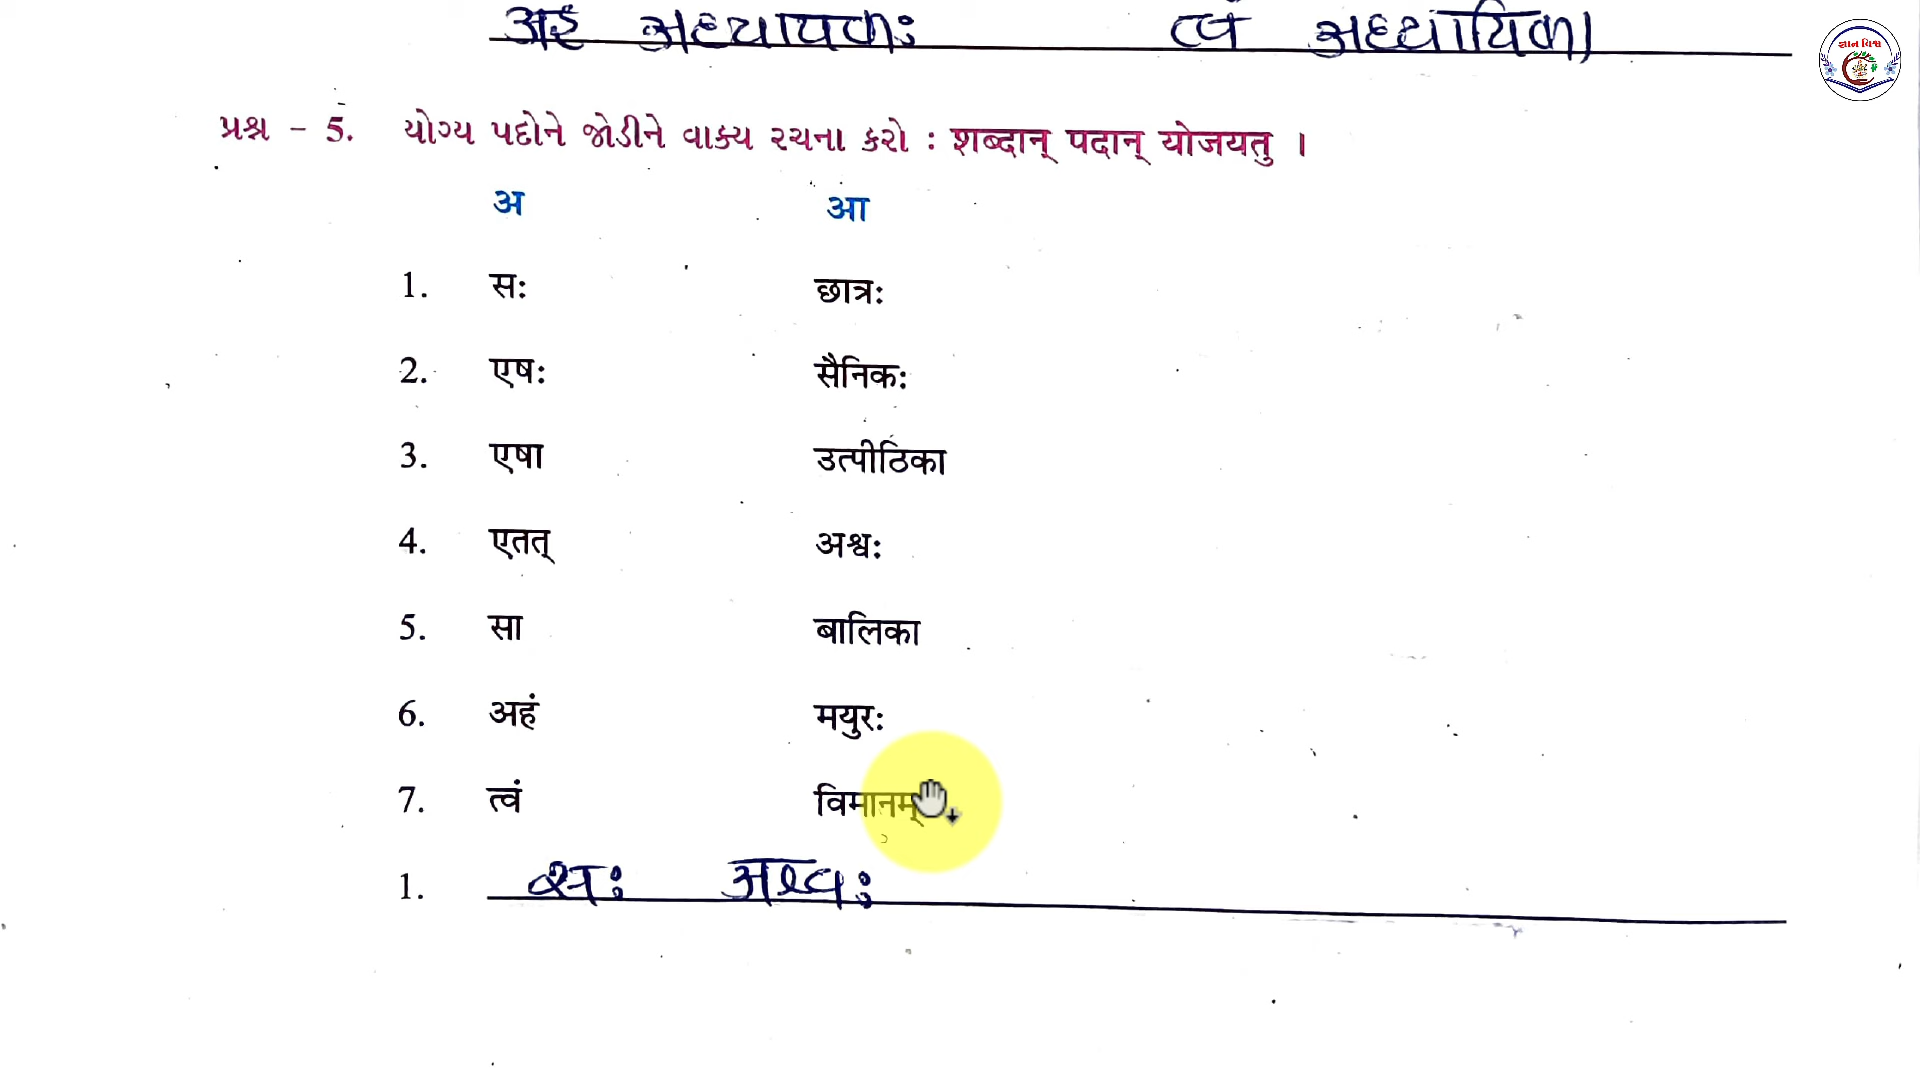 अहं अध्यापकः त्वं अध्यायिका
જ્ઞાન વિશ્વ
પ્રશ્ન - 5. યોગ્ય પદોને જોડીને વાક્ય રચના કરો : शब्दान् पदान् योजयतु ।
अ आ
1. सः छात्रः
2. एषः सैनिकः
3. एषा उत्पीठिका
4. एतत् अश्वः
5. सा बालिका
6. अहं मयुरः
7. त्वं विमानम्
1. सः अश्वः